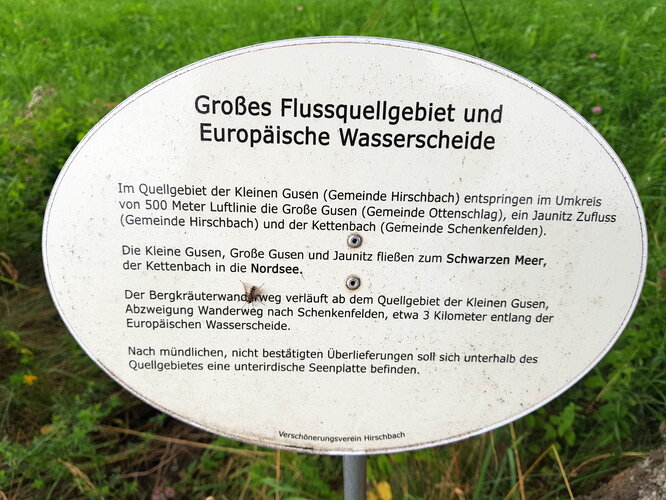 Großes Flussquellgebiet und
Europäische Wasserscheide
Im Quellgebiet der Kleinen Gusen (Gemeinde Hirschbach) entspringen im Umkreis
von 500 Meter Luftlinie die Große Gusen (Gemeinde Ottenschlag), ein Jaunitz Zufluss
(Gemeinde Hirschbach) und der Kettenbach (Gemeinde Schenkenfelden).
Die Kleine Gusen, Große Gusen und Jaunitz fließen zum Schwarzen Meer,
der Kettenbach in die Nordsee.
Der Bergkräuterwanderweg verläuft ab dem Quellgebiet der Kleinen Gusen,
Abzweigung Wanderweg nach Schenkenfelden, etwa 3 Kilometer entlang der
Europäischen Wasserscheide.
Nach mündlichen, nicht bestätigten Überlieferungen soll sich unterhalb des
Quellgebietes eine unterirdische Seenplatte befinden.
Verschönerungsverein Hirschbach